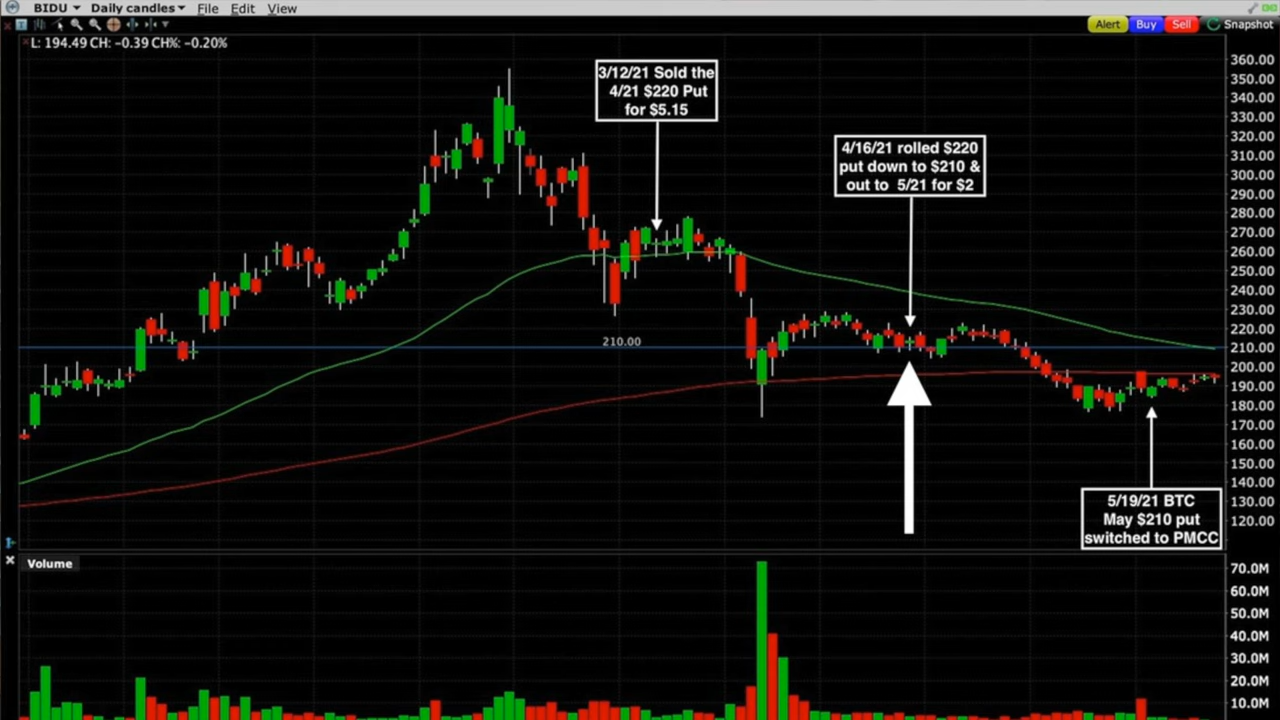 BIDU Daily candles File Edit View
Alert Buy Sell Snapshot
L: 194.49 CH: -0.39 CH%: -0.20%
3/12/21 Sold the
4/21 $220 Put
for $5.15
4/16/21 rolled $220
put down to $210 &
out to 5/21 for $2
210.00
5/19/21 BTC
May $210 put
switched to PMCC
360.00
350.00
340.00
330.00
320.00
310.00
300.00
290.00
280.00
270.00
260.00
250.00
240.00
230.00
220.00
210.00
200.00
190.00
180.00
170.00
160.00
150.00
140.00
130.00
120.00
Volume
70.0M
60.0M
50.0M
40.0M
30.0M
20.0M
10.0M